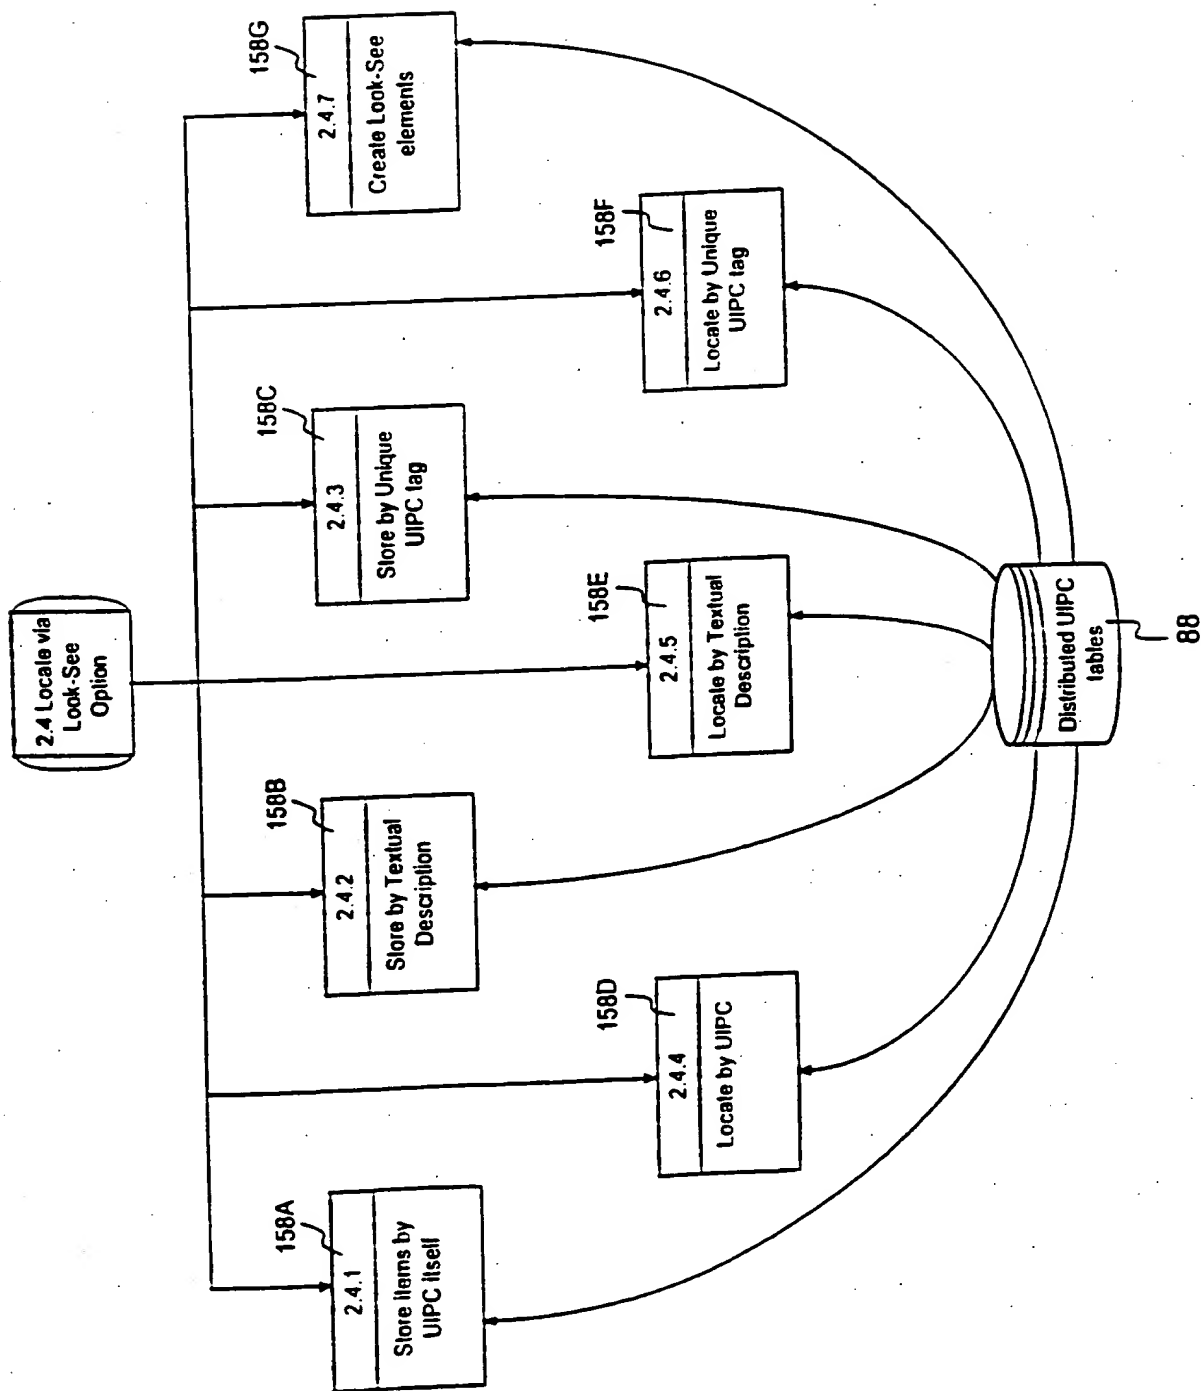 2.4 Locate via
Look-See
Option
158A
2.4.1
Store items by
UIPC itself
158B
2.4.2
Store by Textual
Description
158C
2.4.3
Store by Unique
UIPC tag
158G
2.4.7
Create Look-See
elements
158D
2.4.4
Locate by UIPC
158E
2.4.5
Locate by Textual
Description
158F
2.4.6
Locate by Unique
UIPC tag
Distributed UIPC
tables
88